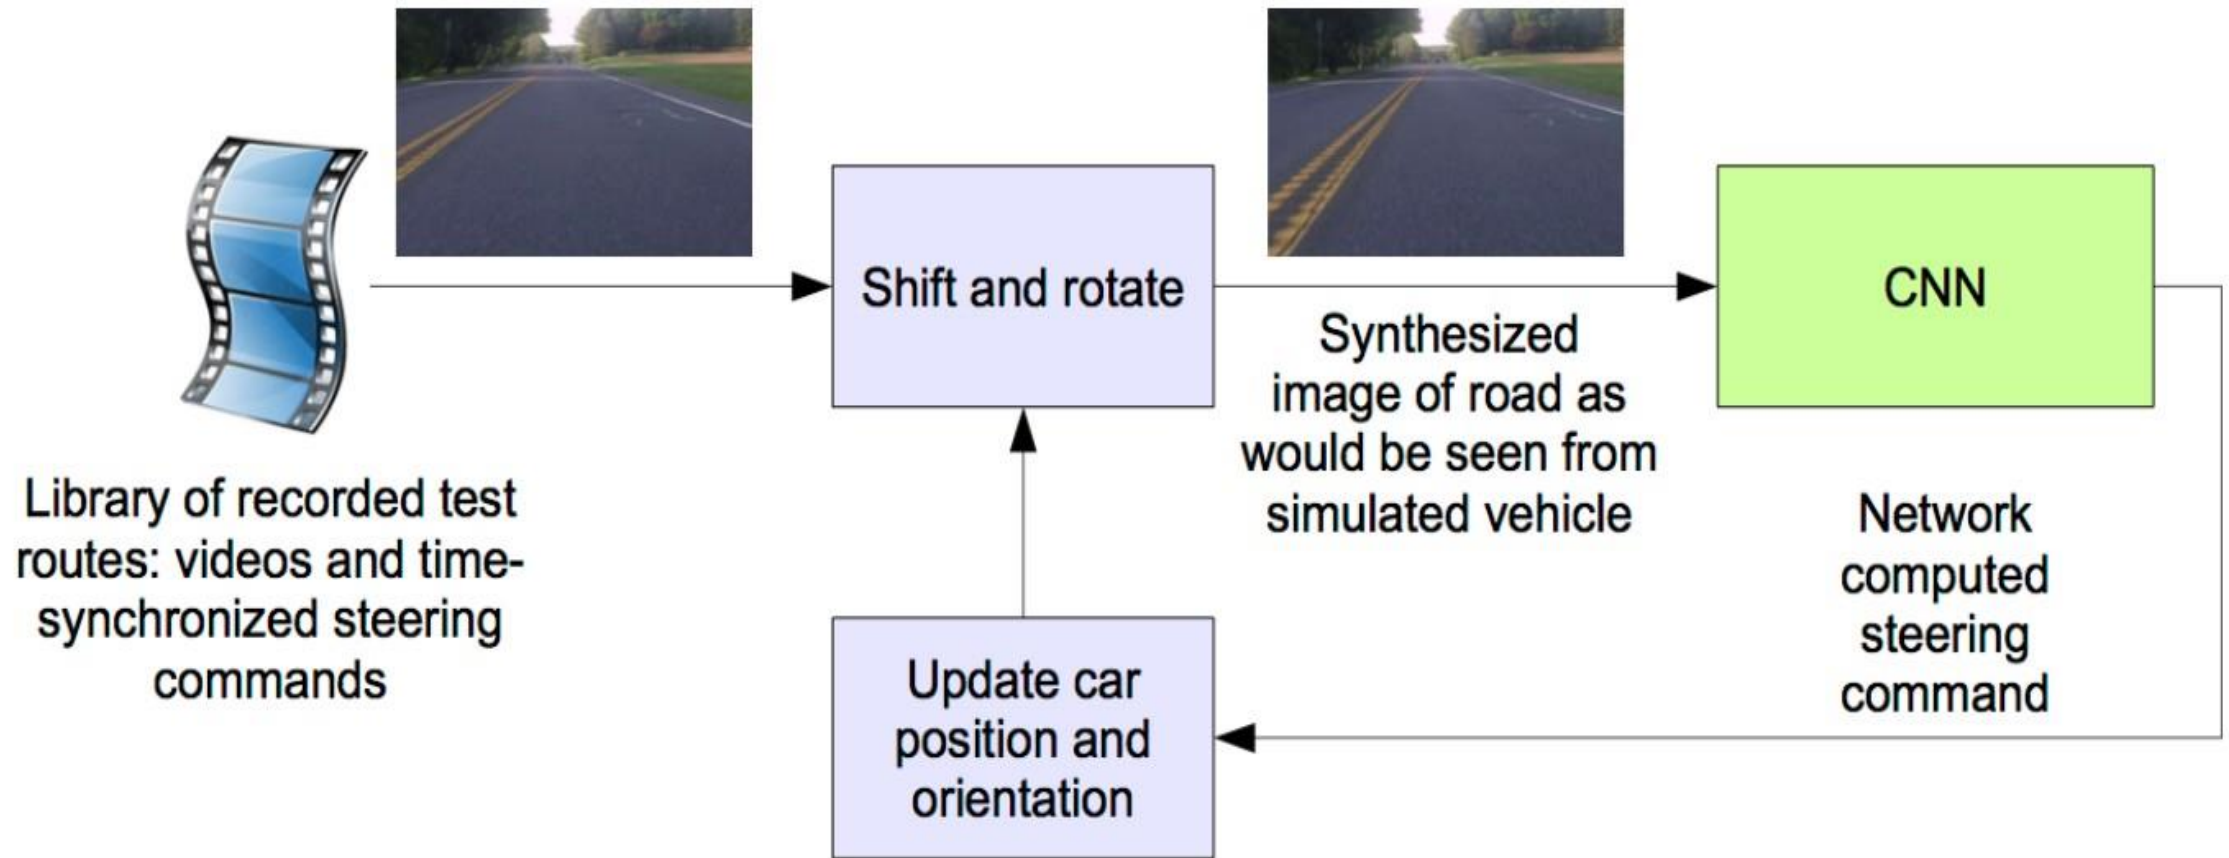 Shift and rotate
CNN
Synthesized
image of road as
would be seen from
simulated vehicle
Library of recorded test
routes: videos and time-
synchronized steering
commands
Network
computed
steering
command
Update car
position and
orientation